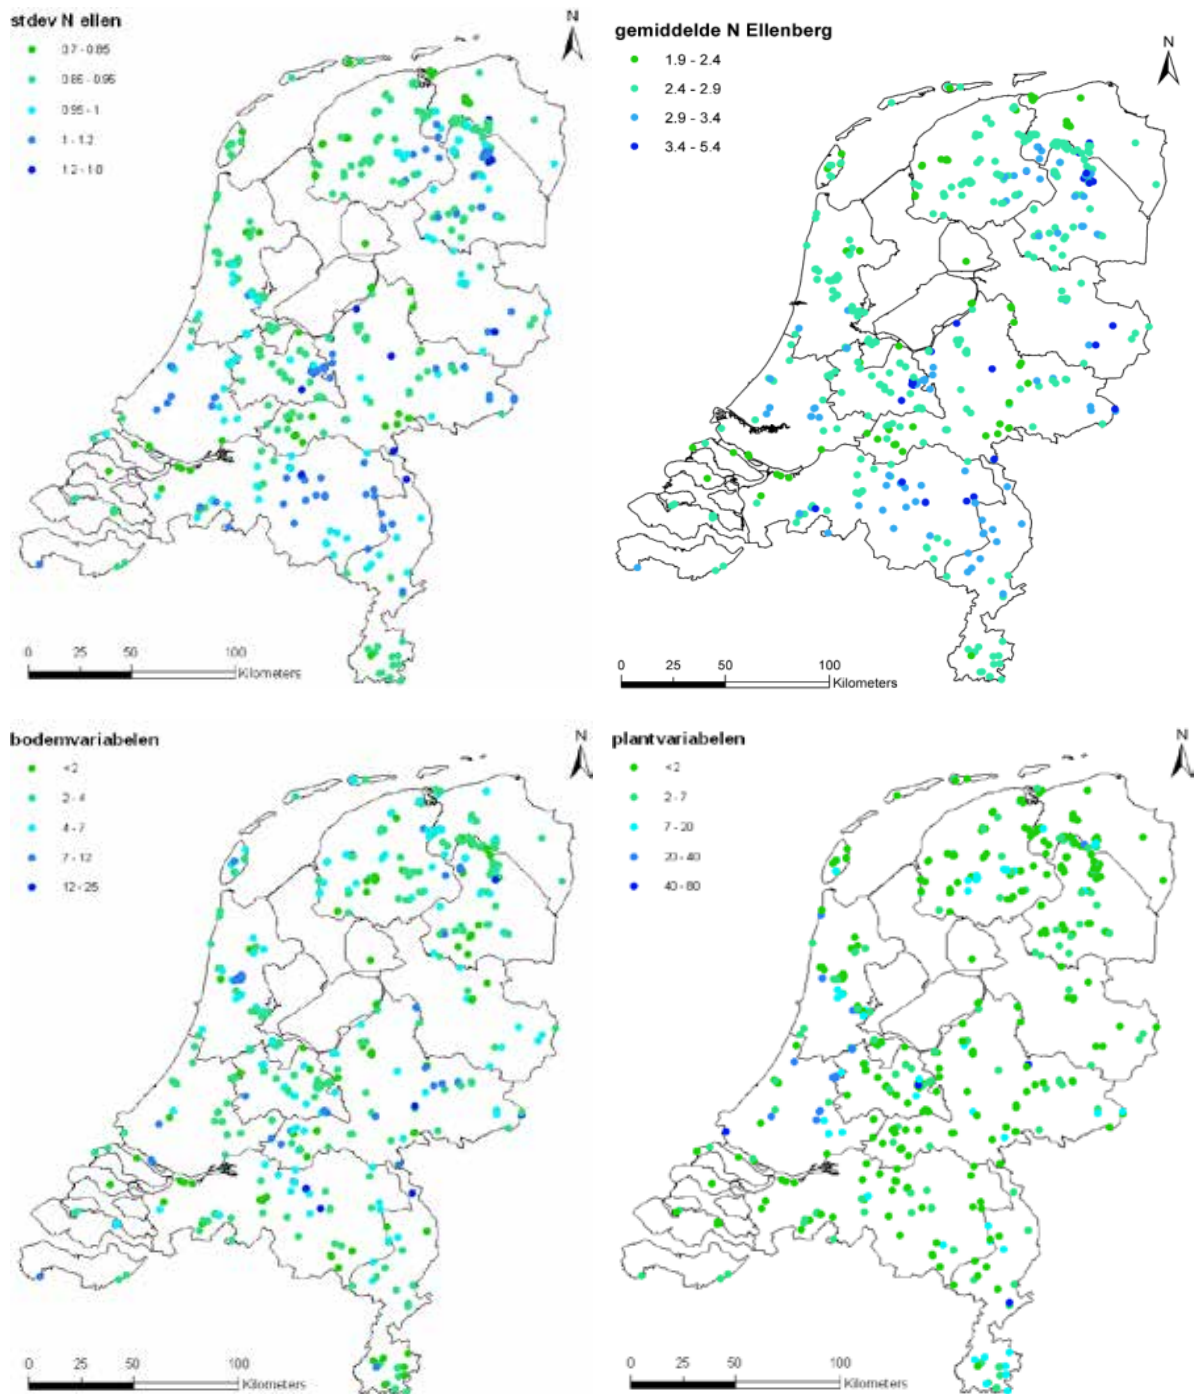 stdev N ellen
N
0.7 - 0.85
0.85 - 0.95
0.95 - 1
1 - 1.2
0 25 50 100
Kilometers
gemiddelde N Ellenberg
N
1.9 - 2.4
2.4 - 2.9
2.9 - 3.4
3.4 - 5.4
0 25 50 100
Kilometers
bodemvariabelen
N
<2
2 - 4
4 - 7
7 - 12
12 - 25
0 25 50 100
Kilometers
plantvariabelen
N
<2
2 - 7
7 - 20
20 - 40
40 - 80
0 25 50 100
Kilometers